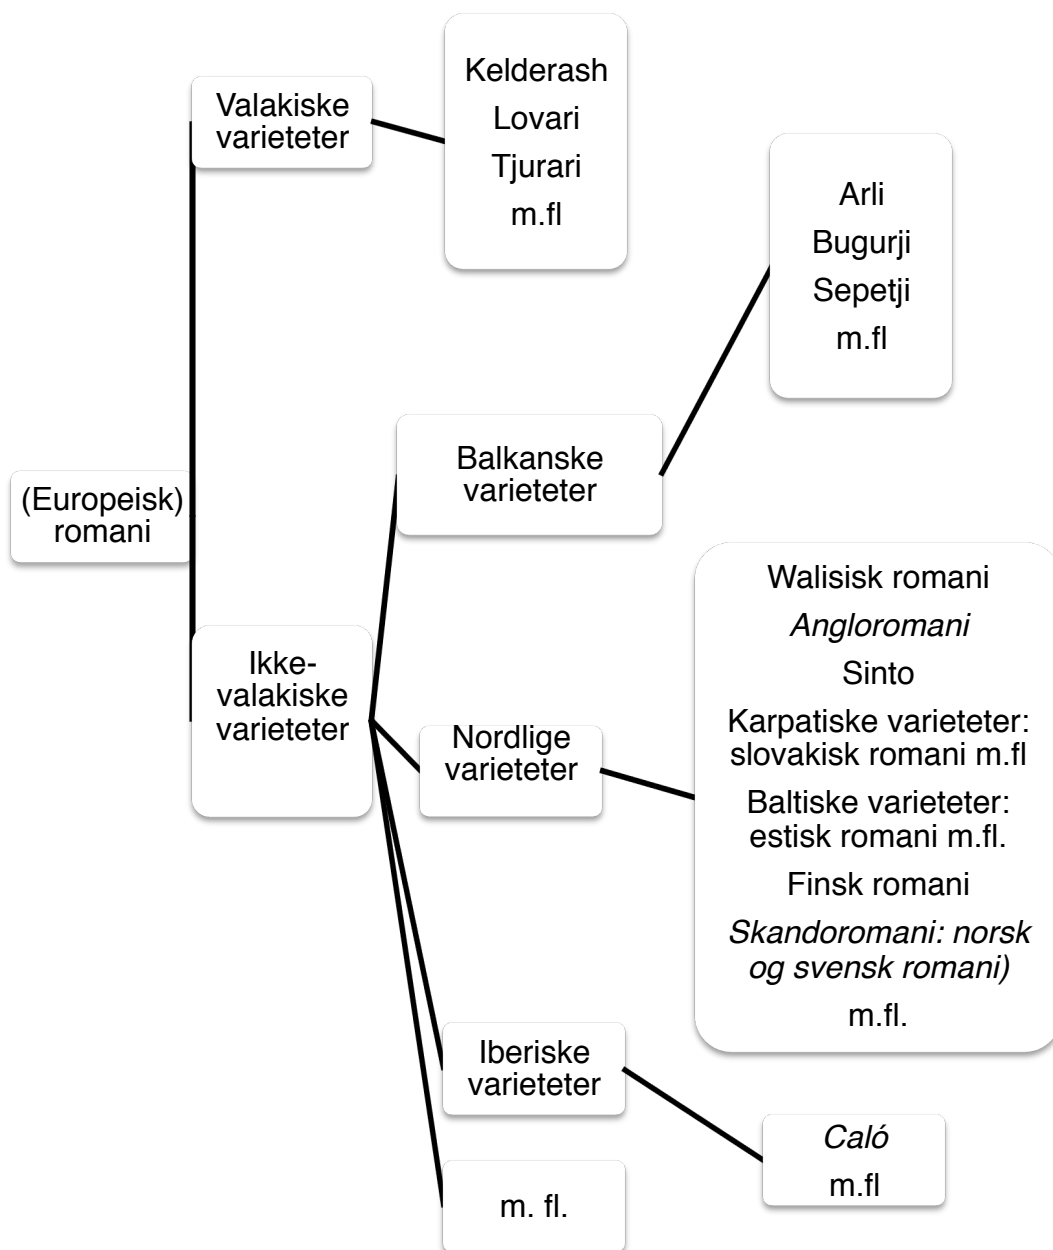 (Europeisk)
romani
Valakiske
varieteter
Kelderash
Lovari
Tjurari
m.fl
Ikke-
valakiske
varieteter
Balkanske
varieteter
Arli
Bugurji
Sepetji
m.fl
Nordlige
varieteter
Walisisk romani
Angloromani
Sinto
Karpatiske varieteter:
slovakisk romani m.fl
Baltiske varieteter:
estisk romani m.fl.
Finsk romani
Skandoromani: norsk
og svensk romani)
m.fl.
Iberiske
varieteter
Caló
m.fl
m. fl.